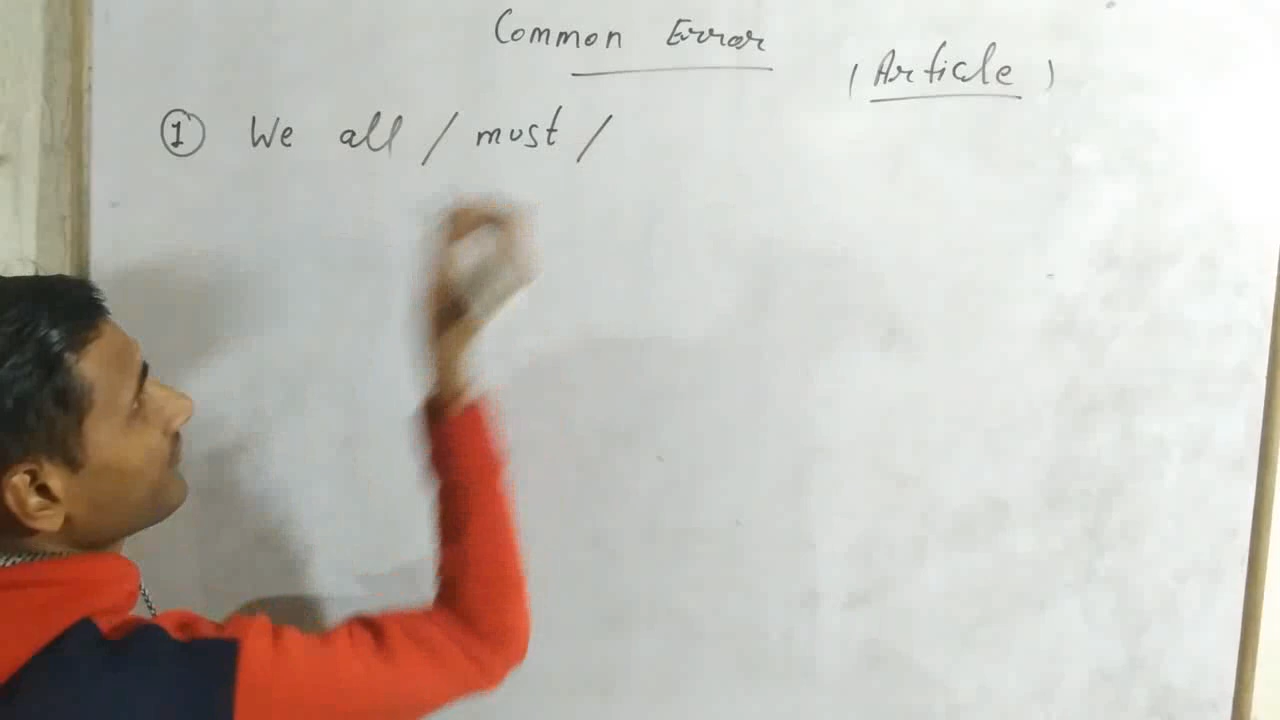 Common Error
(Article)
① We all / must /